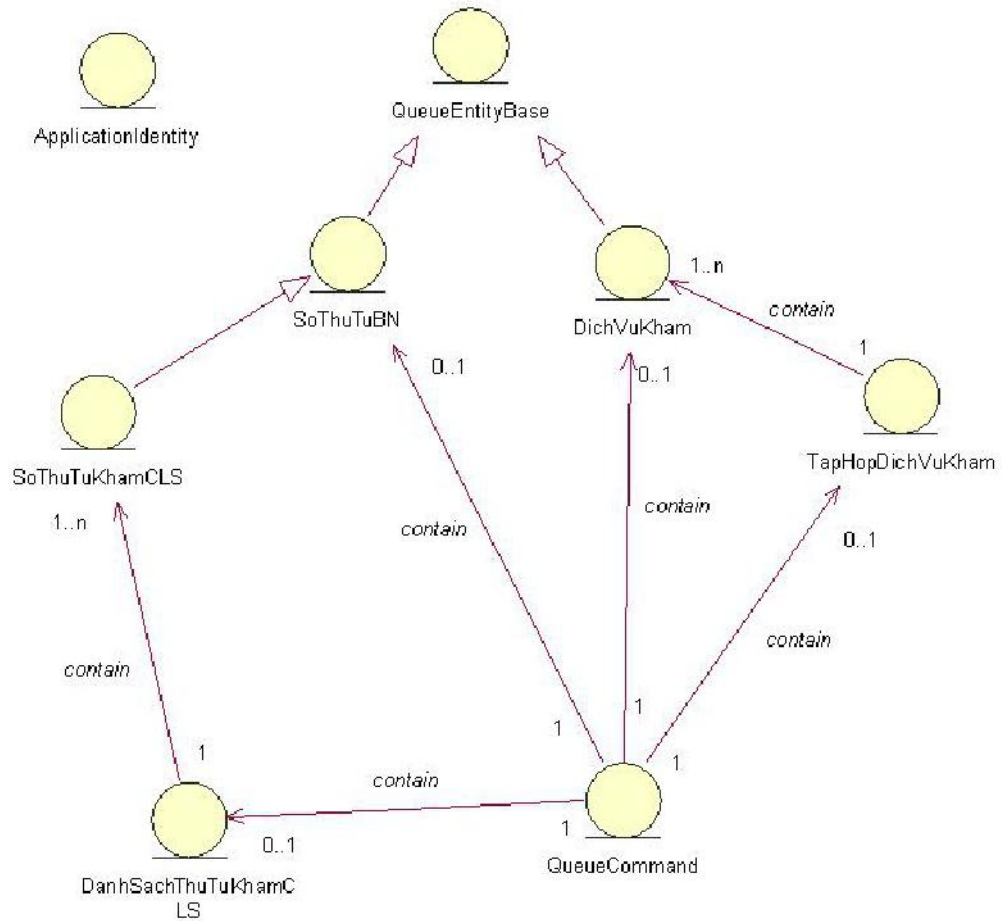 QueueEntityBase
ApplicationIdentity
SoThuTuBN
1..n
DichVuKham
contain
1
0..1
0..1
SoThuTuKhamCLS
TapHopDichVuKham
1..n
contain
contain
0..1
contain
contain
1
1
1
1
contain
0..1
1
QueueCommand
DanhSachThuTuKhamC
LS